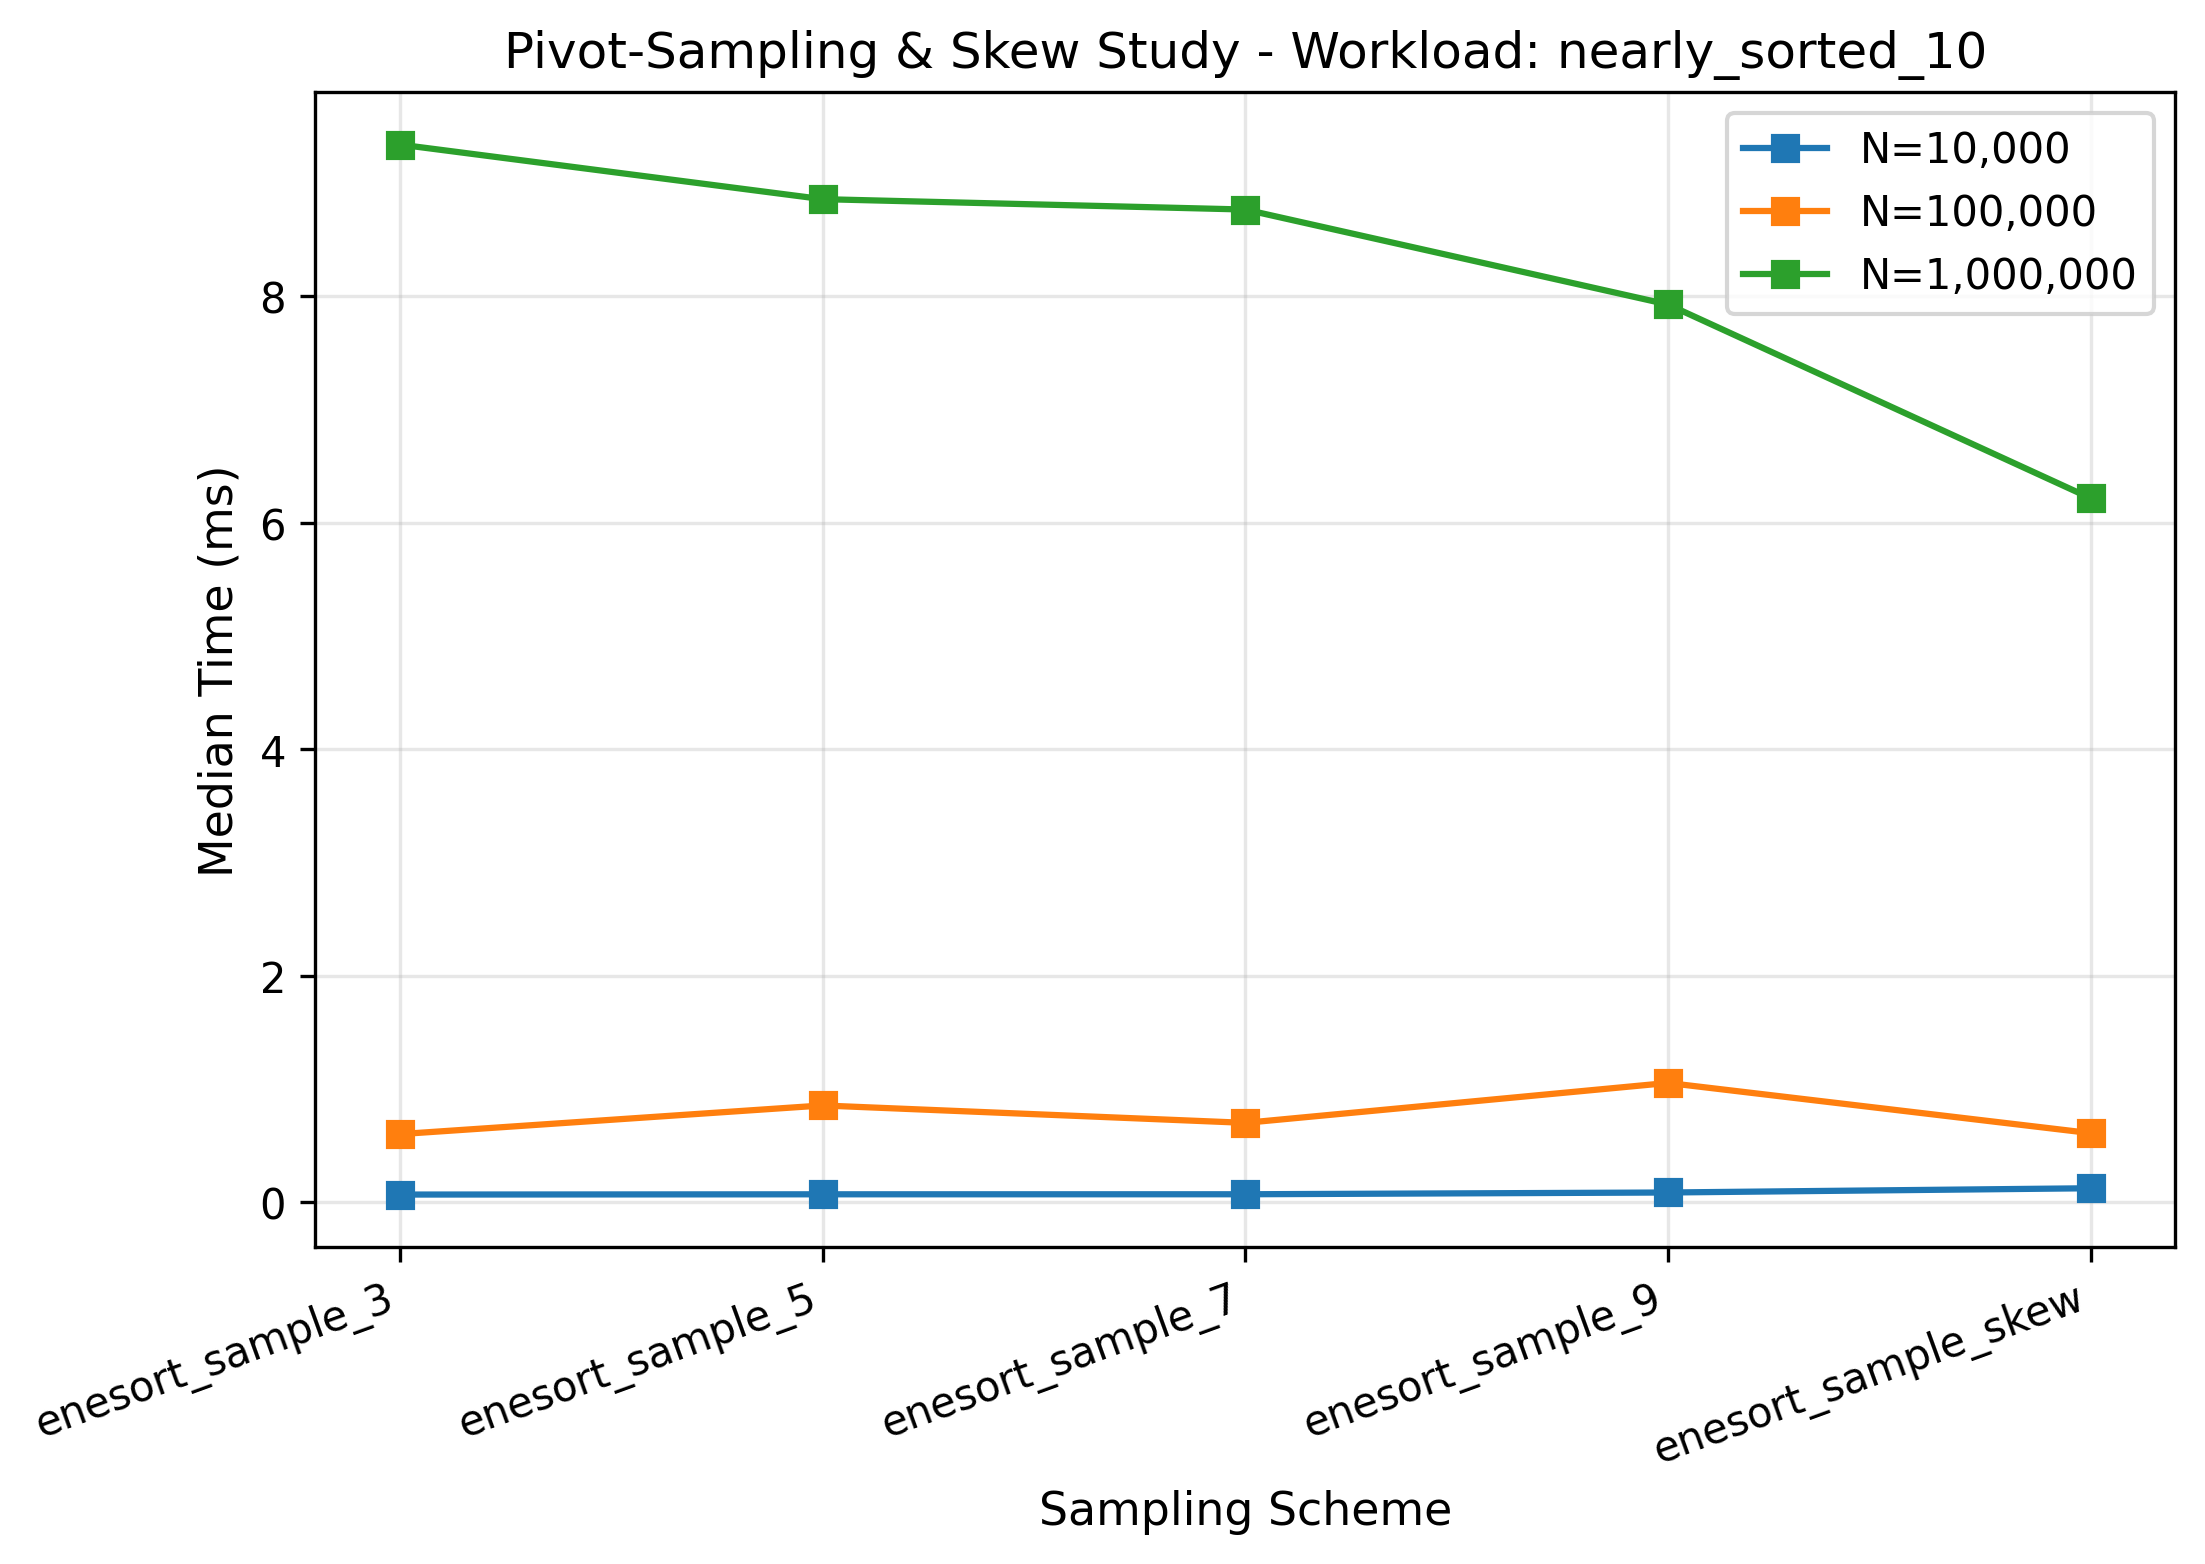 Pivot-Sampling & Skew Study - Workload: nearly_sorted_10
N=10,000
N=100,000
N=1,000,000
Median Time (ms)
8
6
4
2
0
enesort_sample_3
enesort_sample_5
enesort_sample_7
enesort_sample_9
enesort_sample_skew
Sampling Scheme